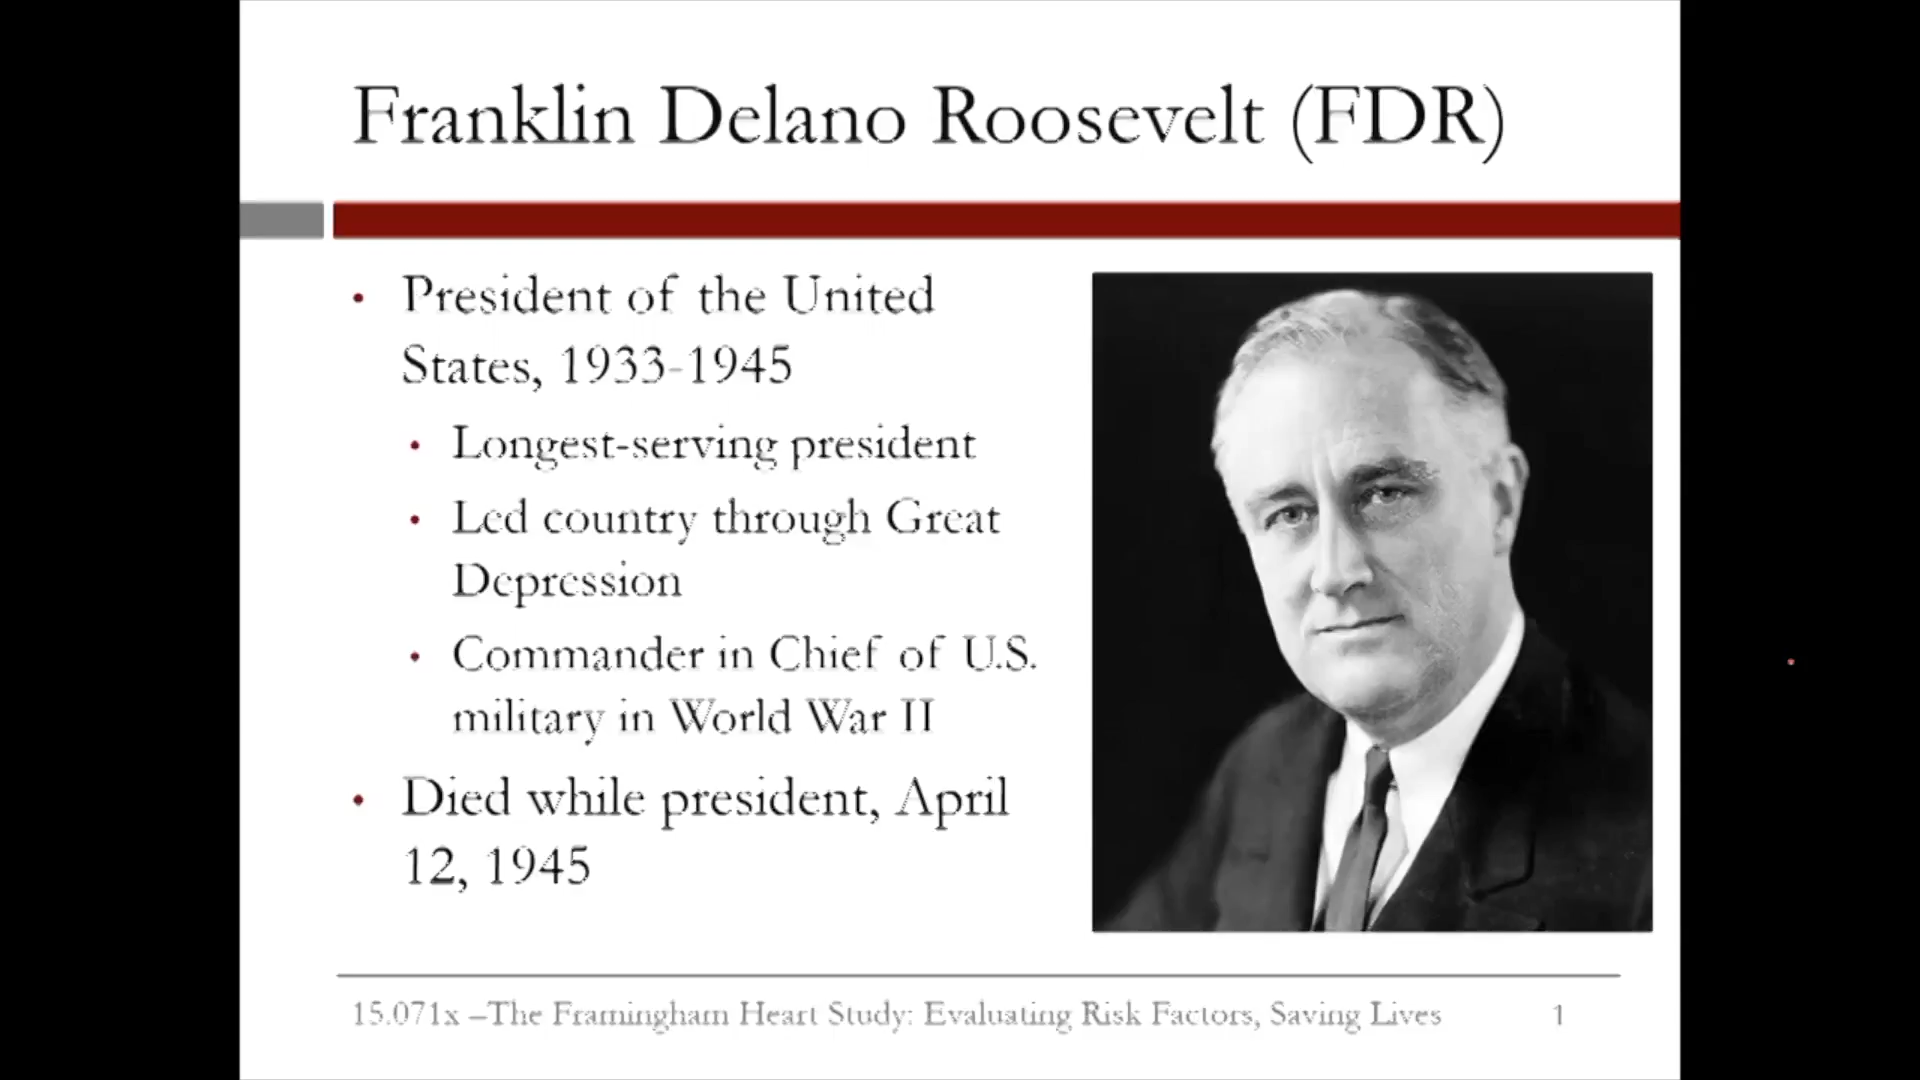 Franklin Delano Roosevelt (FDR)
• President of the United
States, 1933-1945
• Longest-serving president
• Led country through Great
Depression
• Commander in Chief of U.S.
military in World War II
• Died while president, April
12, 1945
15.071x –The Framingham Heart Study: Evaluating Risk Factors, Saving Lives 1